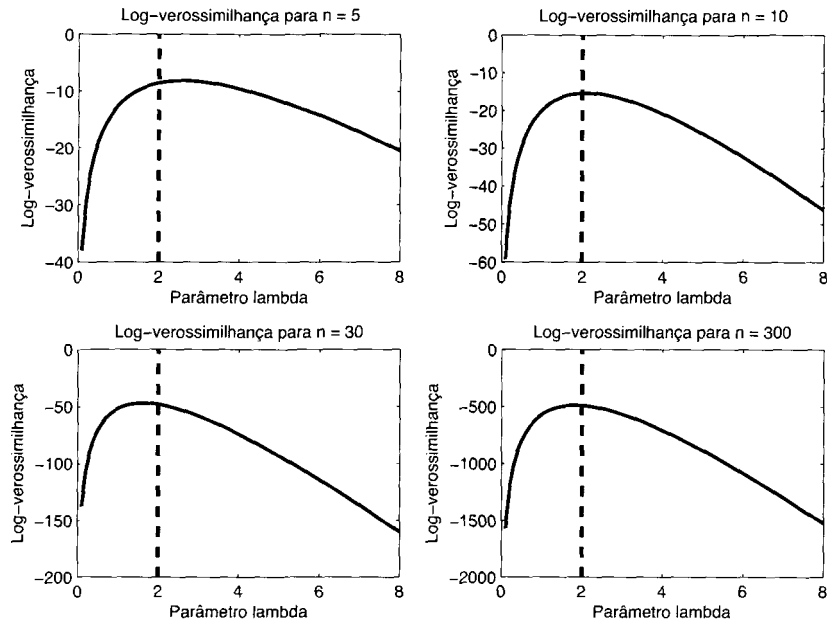 Log-verossimilhança para n = 5
0
-10
-20
-30
-40
Log-verossimilhança
0 2 4 6 8
Parâmetro lambda
Log-verossimilhança para n = 10
0
-10
-20
-30
-40
-50
-60
Log-verossimilhança
0 2 4 6 8
Parâmetro lambda
Log-verossimilhança para n = 30
0
-50
-100
-150
-200
Log-verossimilhança
0 2 4 6 8
Parâmetro lambda
Log-verossimilhança para n = 300
0
-500
-1000
-1500
-2000
Log-verossimilhança
0 2 4 6 8
Parâmetro lambda